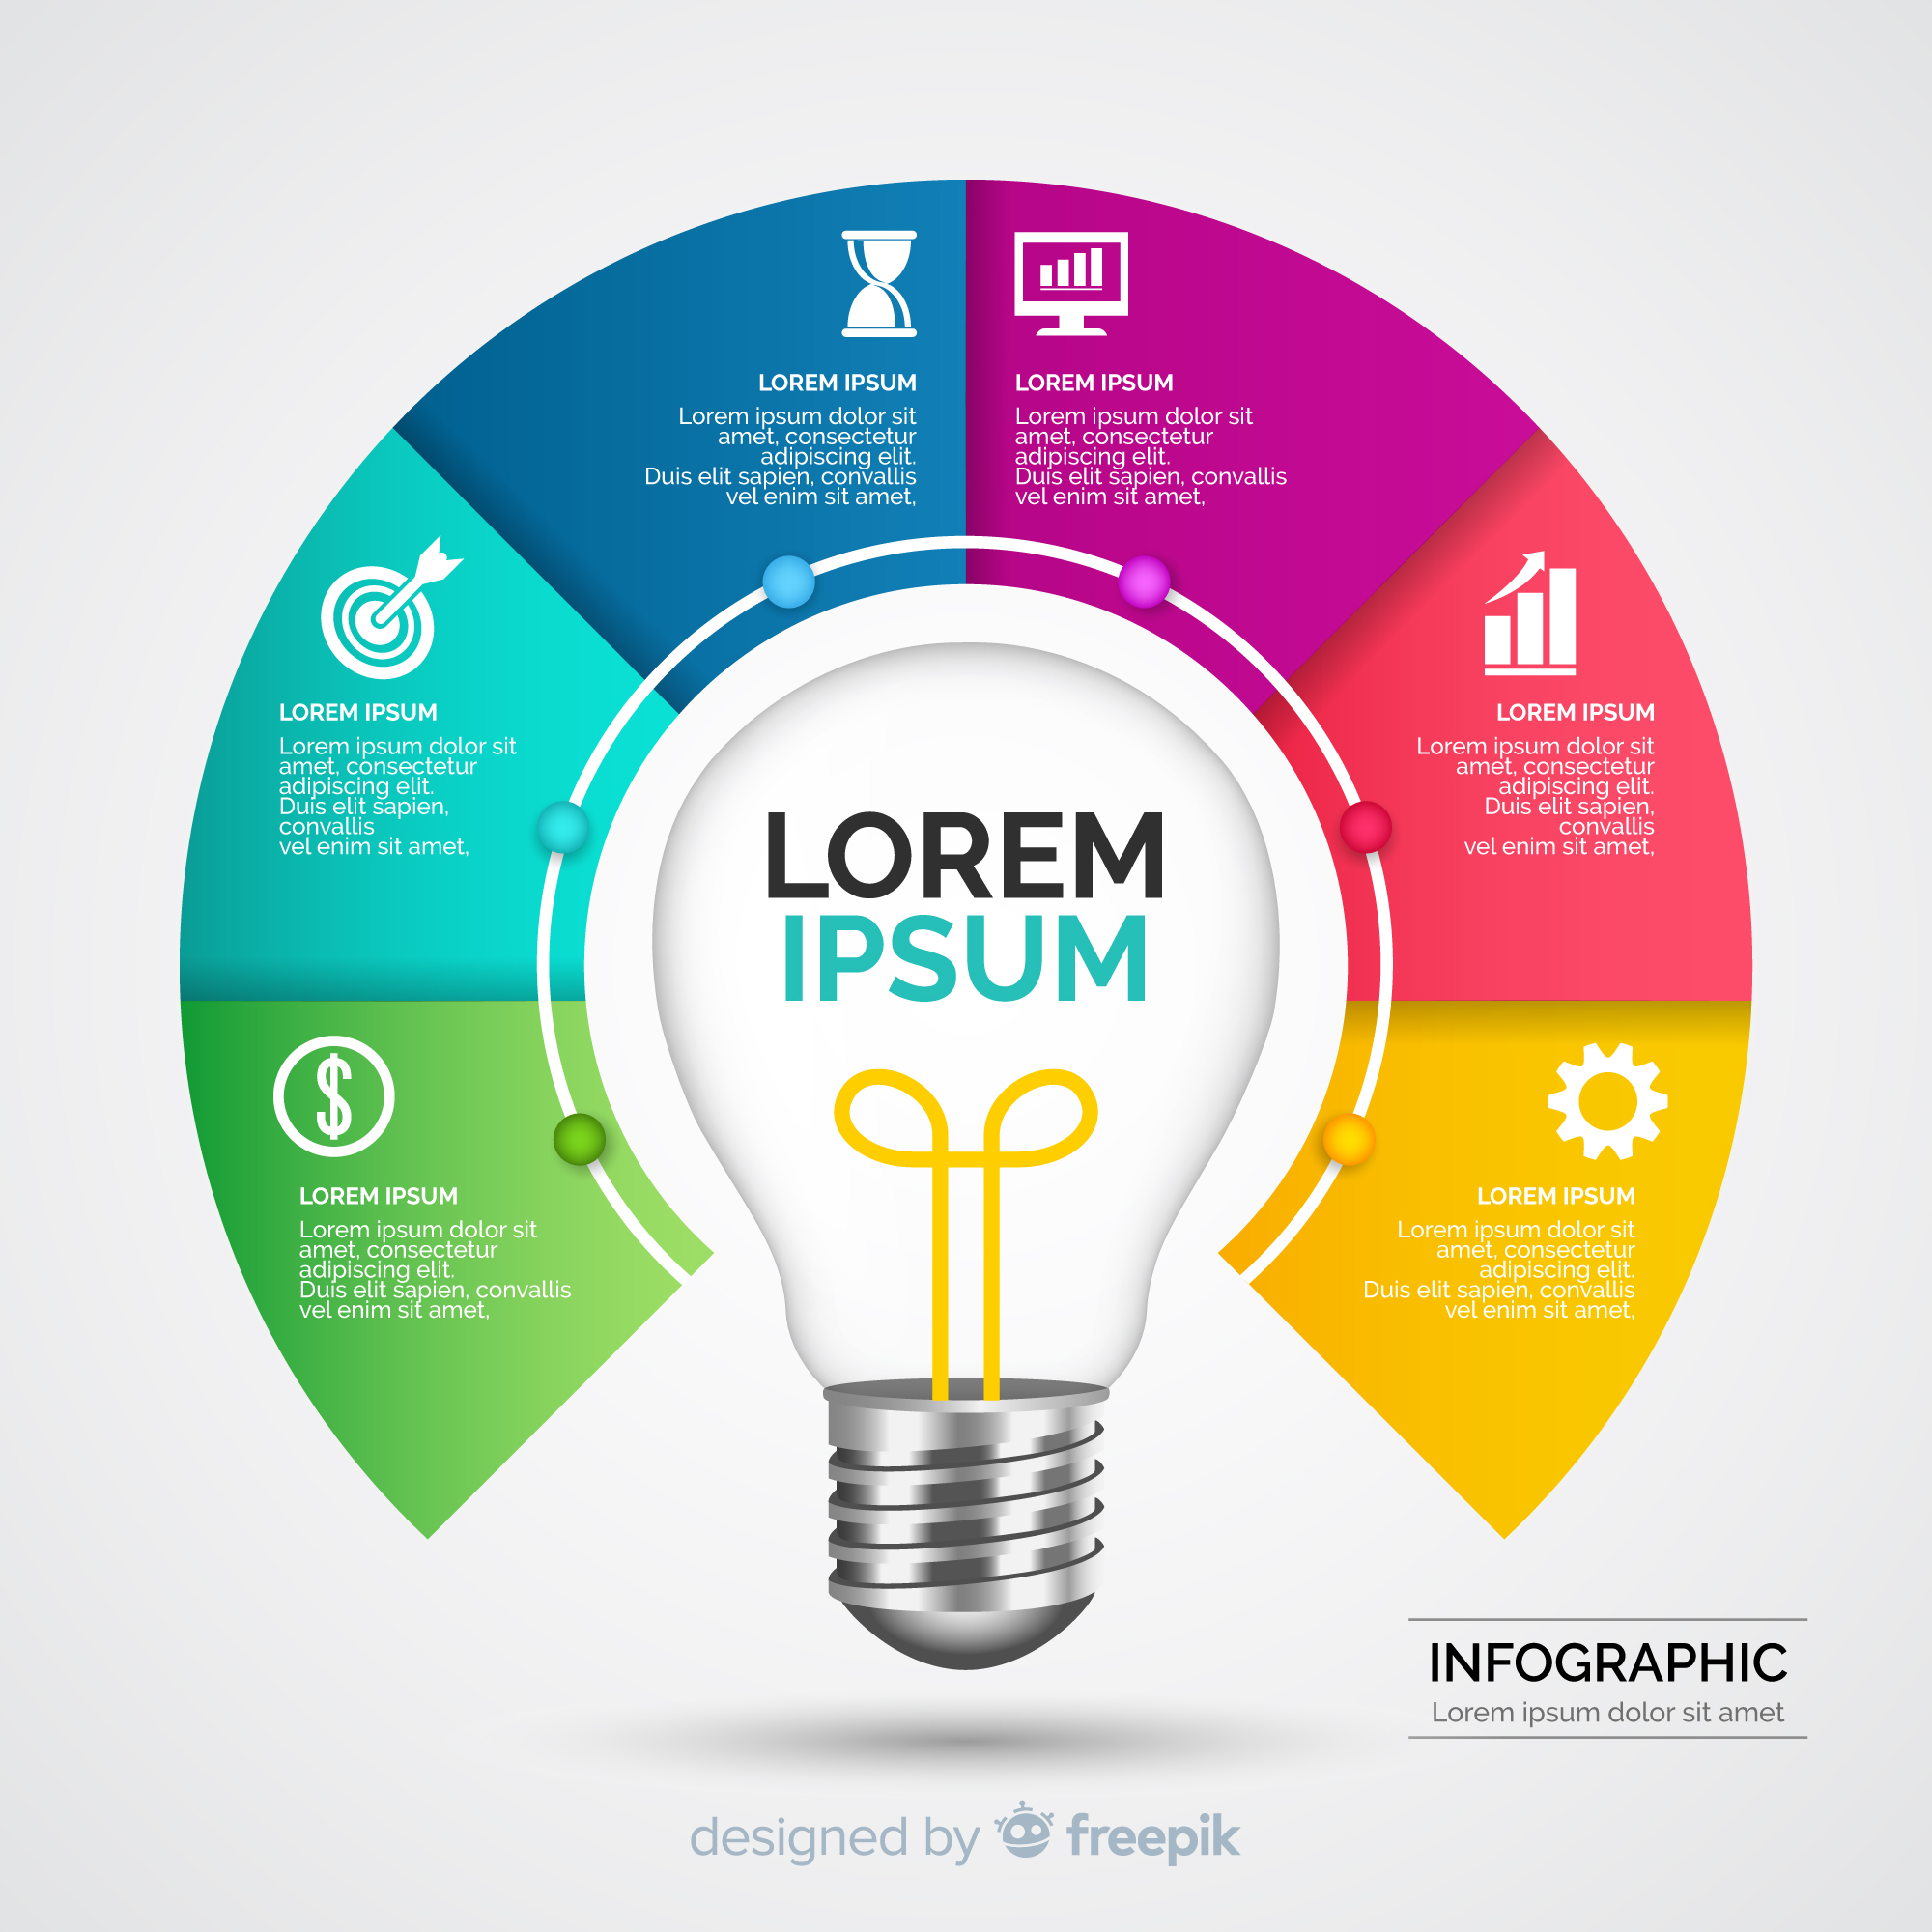 LOREM IPSUM
Lorem ipsum dolor sit
amet, consectetur
adipiscing elit.
Duis elit sapien, convallis
vel enim sit amet,
LOREM IPSUM
Lorem ipsum dolor sit
amet, consectetur
adipiscing elit.
Duis elit sapien, convallis
vel enim sit amet,
LOREM IPSUM
Lorem ipsum dolor sit
amet, consectetur
adipiscing elit.
Duis elit sapien,
convallis
vel enim sit amet,
LOREM IPSUM
Lorem ipsum dolor sit
amet, consectetur
adipiscing elit.
Duis elit sapien,
convallis
vel enim sit amet,
LOREM
IPSUM
$
LOREM IPSUM
Lorem ipsum dolor sit
amet, consectetur
adipiscing elit.
Duis elit sapien, convallis
vel enim sit amet,
LOREM IPSUM
Lorem ipsum dolor sit
amet, consectetur
adipiscing elit.
Duis elit sapien, convallis
vel enim sit amet,
INFOGRAPHIC
Lorem ipsum dolor sit amet
designed by freepik